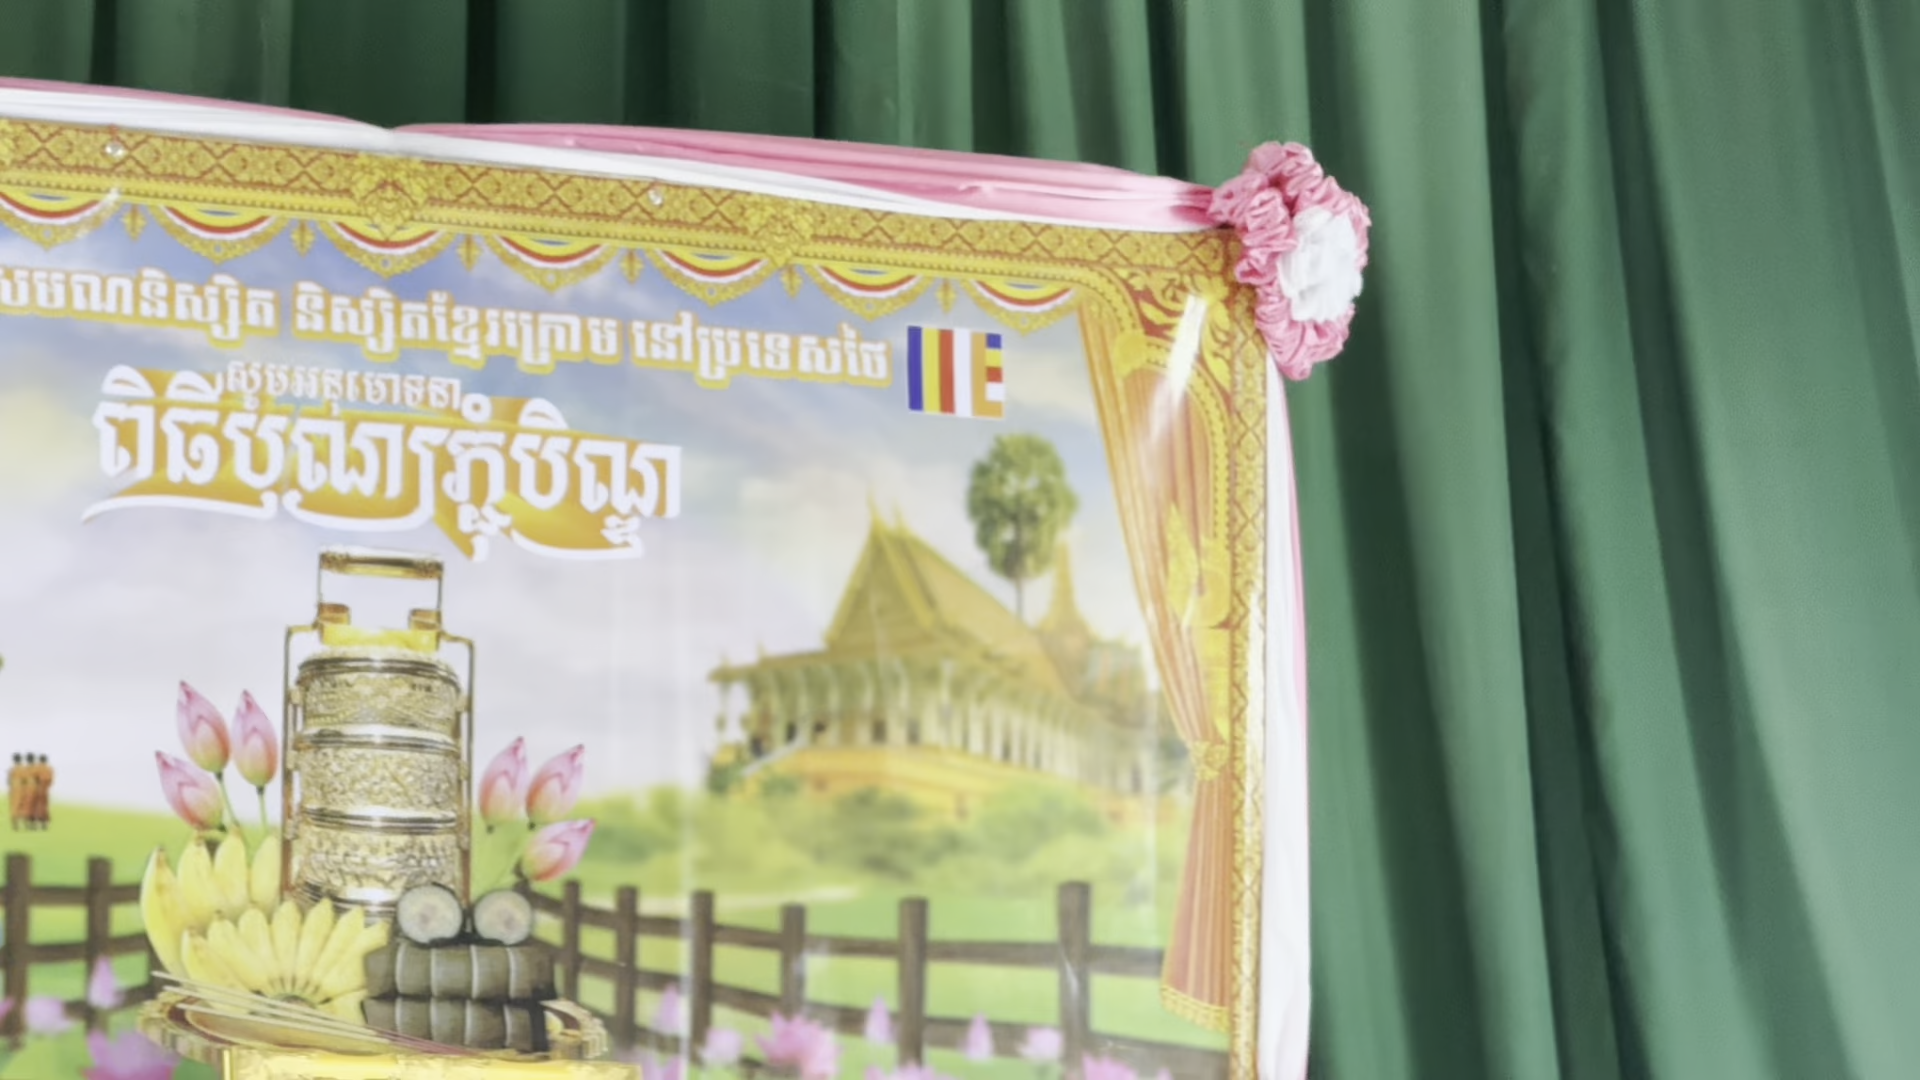 សមណនិស្សិត និស្សិតខ្មែរក្រោម នៅប្រទេសថៃ
សូមអនុមោទនា
ពិធីបុណ្យភ្ជុំបិណ្ឌ